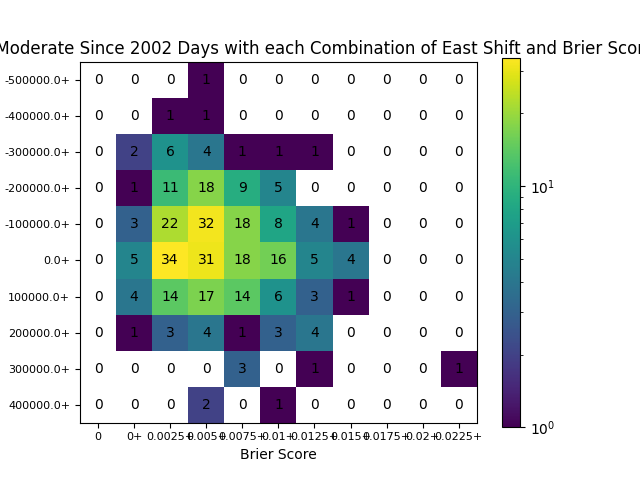 Moderate Since 2002 Days with each Combination of East Shift and Brier Scor
-500000.0+ 0 0 0 1 0 0 0 0 0 0 0
-400000.0+ 0 0 1 1 0 0 0 0 0 0 0
-300000.0+ 0 2 6 4 1 1 1 0 0 0 0
-200000.0+ 0 1 11 18 9 5 0 0 0 0 0
-100000.0+ 0 3 22 32 18 8 4 1 0 0 0
0.0+ 0 5 34 31 18 16 5 4 0 0 0
100000.0+ 0 4 14 17 14 6 3 1 0 0 0
200000.0+ 0 1 3 4 1 3 4 0 0 0 0
300000.0+ 0 0 0 0 3 0 1 0 0 0 1
400000.0+ 0 0 0 2 0 1 0 0 0 0 0
0 0+ 0.0025+ 0.005+ 0.0075+ 0.01+ 0.0125+ 0.015+ 0.0175+ 0.02+ 0.0225+
Brier Score
10¹
10⁰